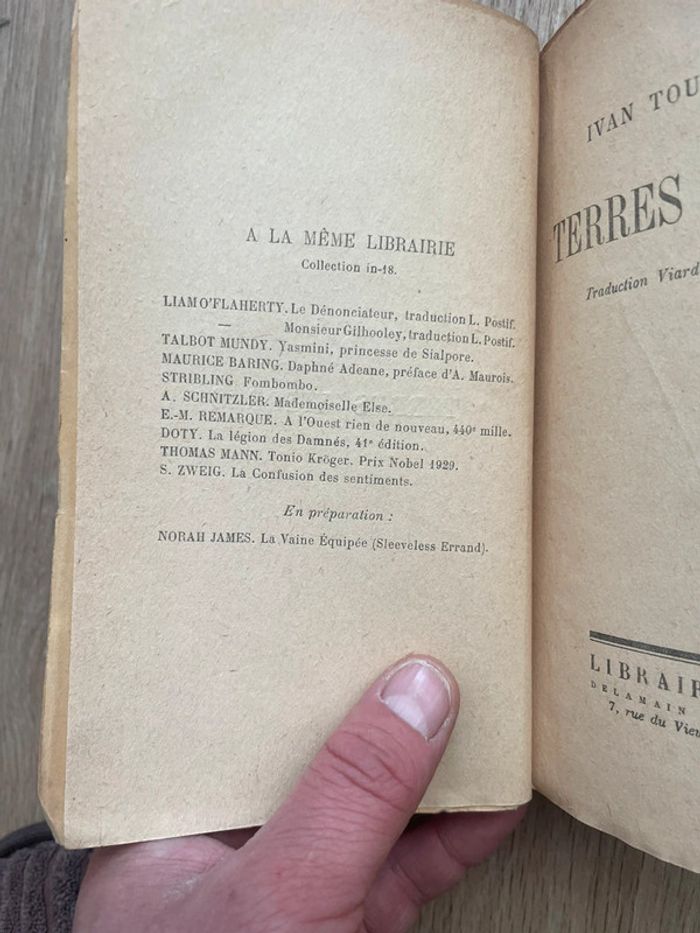 A LA MÊME LIBRAIRIE
Collection in-18.
LIAM O'FLAHERTY. Le Dénonciateur, traduction L. Postif.
— Monsieur Gilhooley, traduction L. Postif.
TALBOT MUNDY. Yasmini, princesse de Sialpore.
MAURICE BARING. Daphné Adeane, préface d'A. Maurois.
STRIBLING Fombombo.
A. SCHNITZLER. Mademoiselle Else.
E.-M. REMARQUE. A l'Ouest rien de nouveau, 440e mille.
DOTY. La légion des Damnés, 41e édition.
THOMAS MANN. Tonio Kröger. Prix Nobel 1929.
S. ZWEIG. La Confusion des sentiments.
En préparation :
NORAH JAMES. La Vaine Équipée (Sleeveless Errand).
IVAN TOU
TERRES
Traduction Viard
LIBRAIR
DELAMAIN
7, rue du Vieu